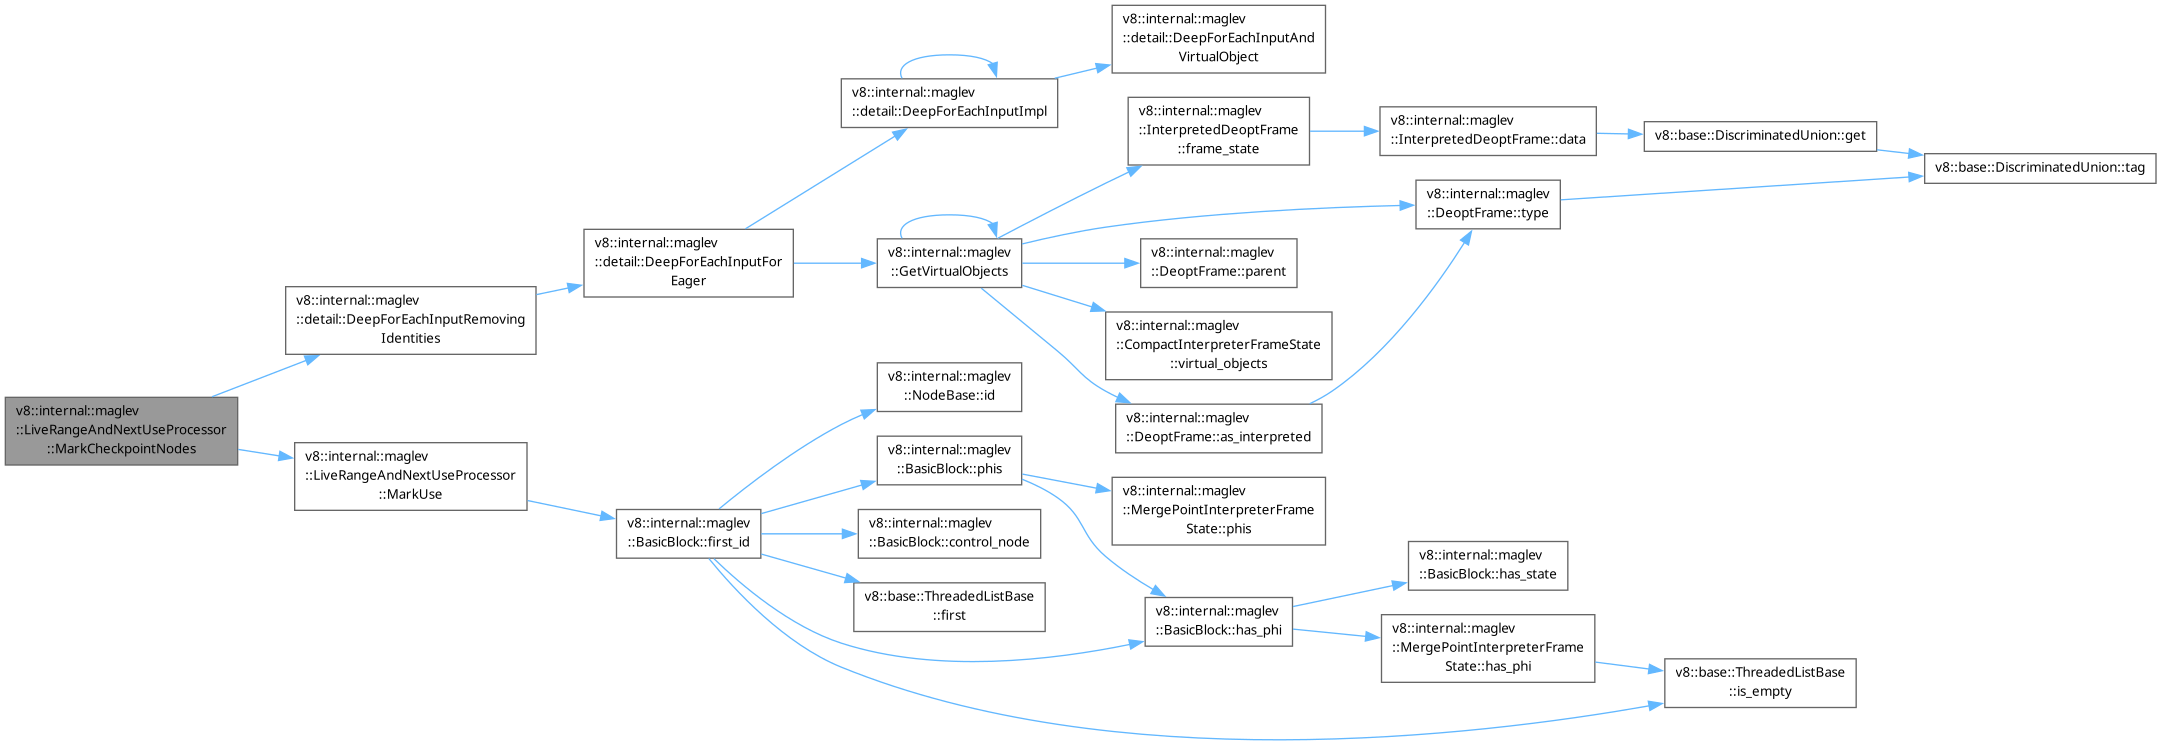 v8::internal::maglev
::LiveRangeAndNextUseProcessor
::MarkCheckpointNodes
v8::internal::maglev
::detail::DeepForEachInputRemoving
Identities
v8::internal::maglev
::detail::DeepForEachInputFor
Eager
v8::internal::maglev
::detail::DeepForEachInputImpl
v8::internal::maglev
::detail::DeepForEachInputAnd
VirtualObject
v8::internal::maglev
::GetVirtualObjects
v8::internal::maglev
::InterpretedDeoptFrame
::frame_state
v8::internal::maglev
::InterpretedDeoptFrame::data
v8::base::DiscriminatedUnion::get
v8::base::DiscriminatedUnion::tag
v8::internal::maglev
::DeoptFrame::type
v8::internal::maglev
::DeoptFrame::parent
v8::internal::maglev
::CompactInterpreterFrameState
::virtual_objects
v8::internal::maglev
::DeoptFrame::as_interpreted
v8::internal::maglev
::LiveRangeAndNextUseProcessor
::MarkUse
v8::internal::maglev
::BasicBlock::first_id
v8::internal::maglev
::NodeBase::id
v8::internal::maglev
::BasicBlock::phis
v8::internal::maglev
::BasicBlock::control_node
v8::base::ThreadedListBase
::first
v8::internal::maglev
::MergePointInterpreterFrame
State::phis
v8::internal::maglev
::BasicBlock::has_phi
v8::internal::maglev
::BasicBlock::has_state
v8::internal::maglev
::MergePointInterpreterFrame
State::has_phi
v8::base::ThreadedListBase
::is_empty